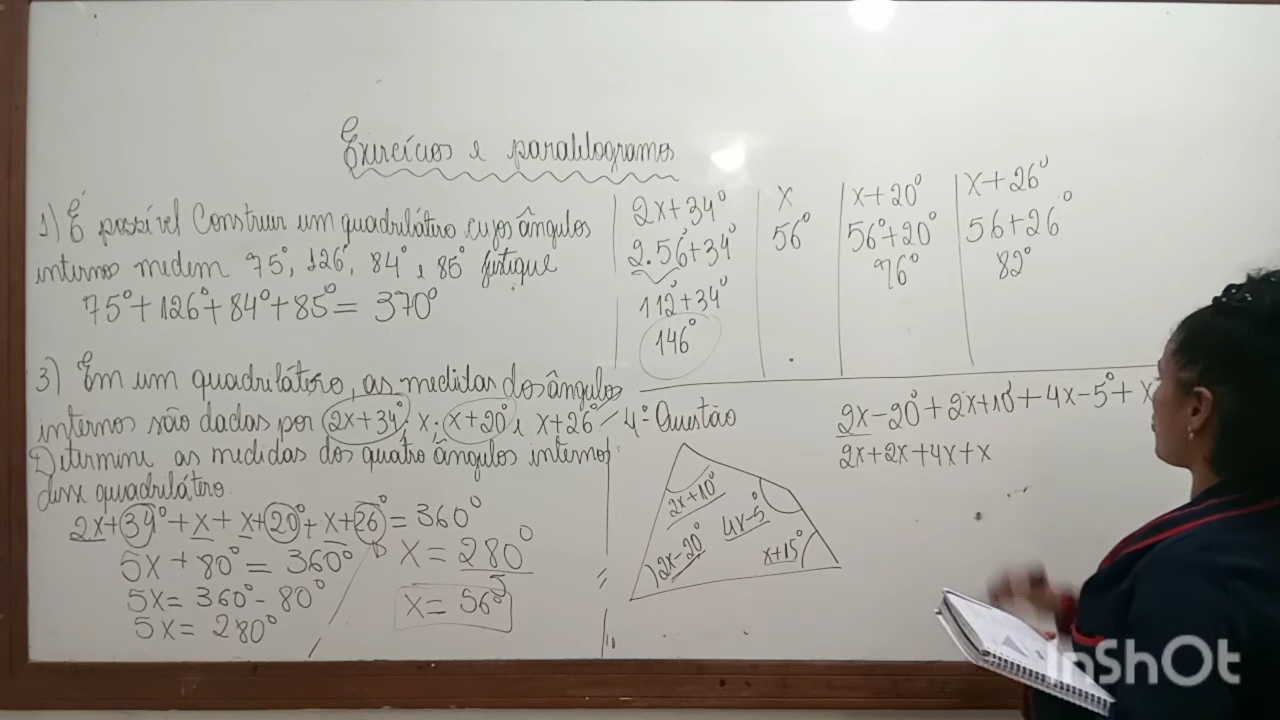 Exercícios e paralelogramos
1) É possível Construir um quadrilátero cujos ângulos
internos medem 75°, 126°, 84° e 85° justique
75° + 126° + 84° + 85° = 370°
3) Em um quadrilátero, as medidas dos ângulos
internos são dadas por 2x+34°, x, x+20° e x+26°
Determine as medidas dos quatro ângulos internos
desse quadrilátero
2x+34° + x + x+20° + x+26° = 360°
5x + 80° = 360°
5x = 360° - 80°
5x = 280°
x = 280°
5
x = 56°
2x+34°
2.56°+34°
112°+34°
146°
x
56°
x+20°
56°+20°
76°
x+26°
56+26°
82°
4° Questão
2x+10°
4x-5°
2x-20°
x+15°
2x-20°+2x+10°+4x-5°+x
2x+2x+4x+x
InShOt